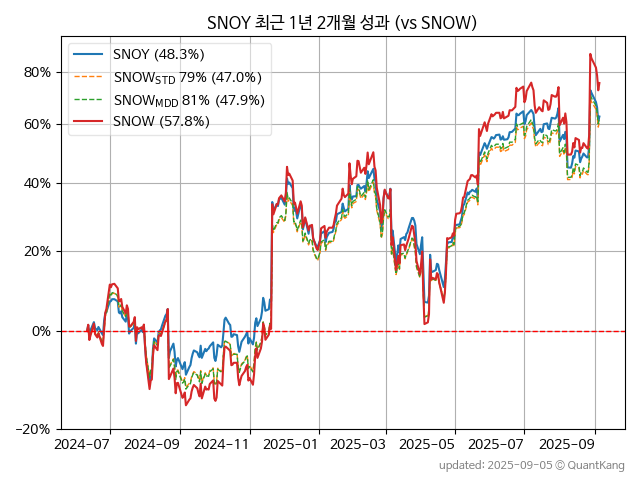 SNOY 최근 1년 2개월 성과 (vs SNOW)
SNOY (48.3%)
SNOW_STD 79% (47.0%)
SNOW_MDD 81% (47.9%)
SNOW (57.8%)
80%
60%
40%
20%
0%
−20%
2024-07 2024-09 2024-11 2025-01 2025-03 2025-05 2025-07 2025-09
updated: 2025-09-05 © QuantKang